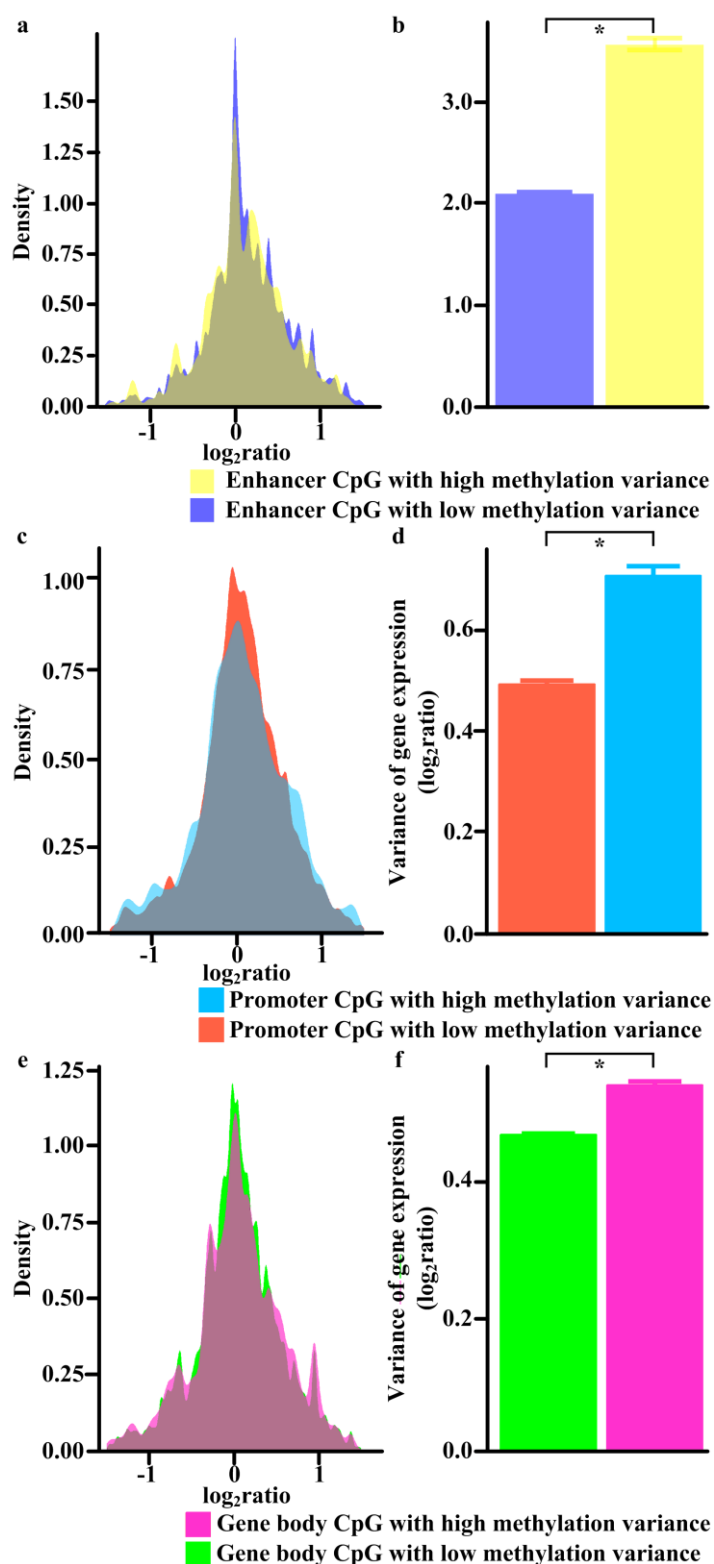 a
b
1.50
1.25
1.00
0.75
0.50
0.25
0.00
Density
-1
0
1
log2ratio
*
3.0
2.0
1.0
0.0
Enhancer CpG with high methylation variance
Enhancer CpG with low methylation variance
c
d
1.00
0.75
0.50
0.25
0.00
Density
-1
0
1
log2ratio
*
0.6
0.4
0.2
0.0
Variance of gene expression
(log2ratio)
Promoter CpG with high methylation variance
Promoter CpG with low methylation variance
e
f
1.25
1.00
0.75
0.50
0.25
0.00
Density
-1
0
1
log2ratio
*
0.4
0.2
0.0
Variance of gene expression
(log2ratio)
Gene body CpG with high methylation variance
Gene body CpG with low methylation variance